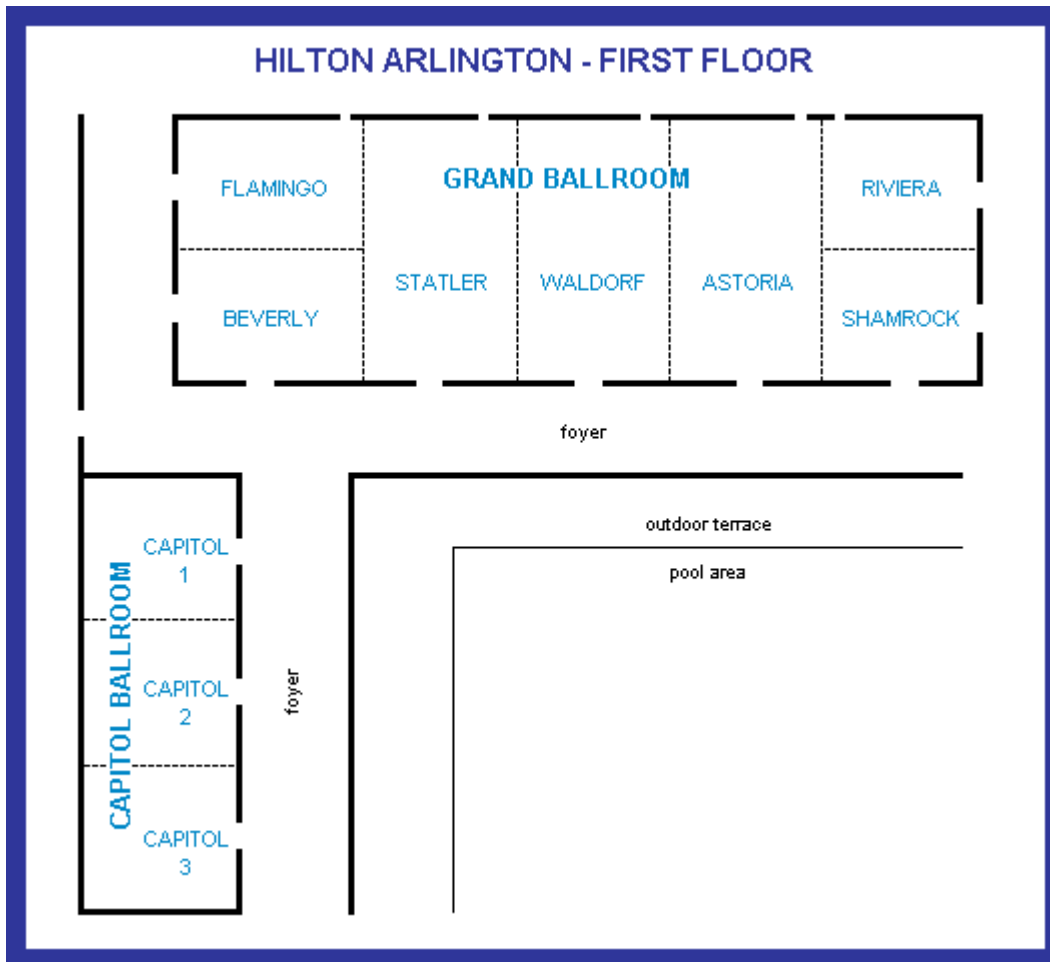 HILTON ARLINGTON - FIRST FLOOR
GRAND BALLROOM
FLAMINGO
RIVIERA
STATLER
WALDORF
ASTORIA
BEVERLY
SHAMROCK
foyer
outdoor terrace
pool area
CAPITOL BALLROOM
CAPITOL
1
CAPITOL
2
CAPITOL
3
foyer